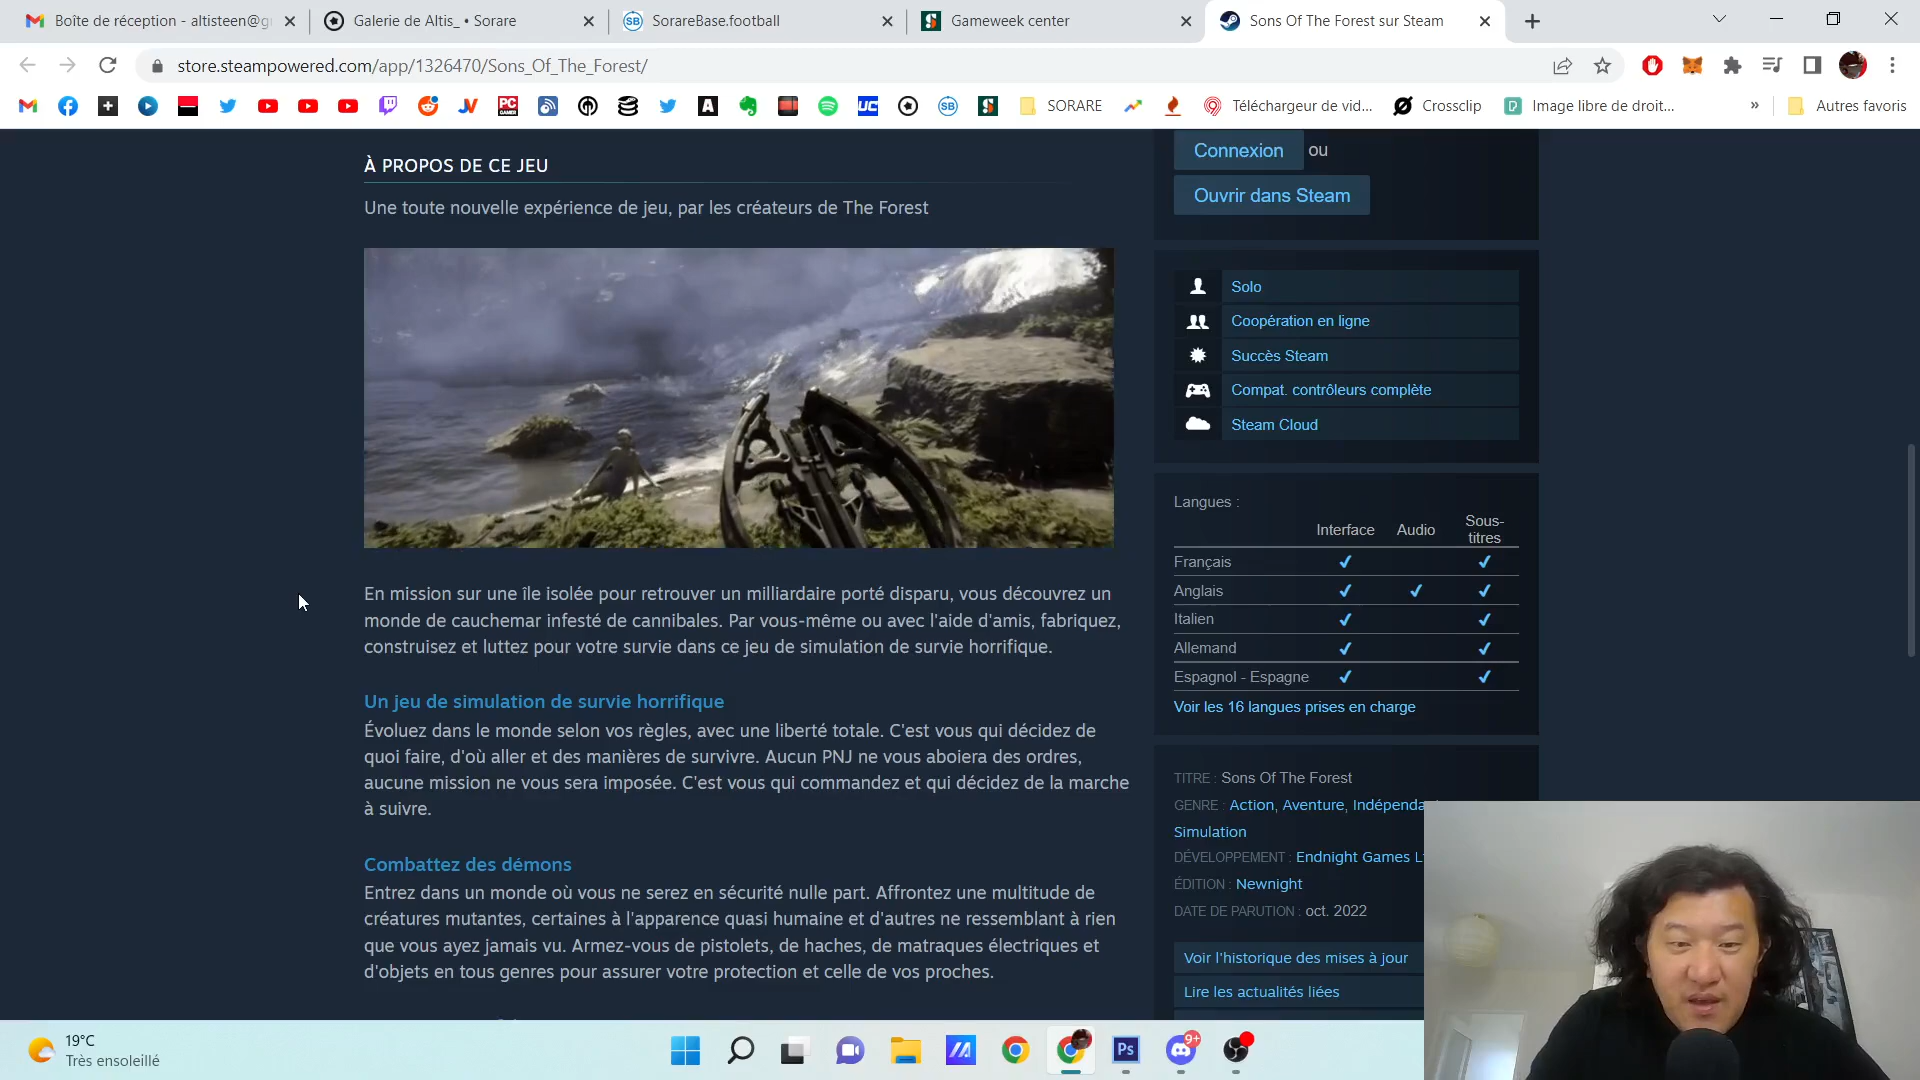 Boîte de réception - altisteen@g
Galerie de Altis_ • Sorare
SorareBase.football
Gameweek center
Sons Of The Forest sur Steam
store.steampowered.com/app/1326470/Sons_Of_The_Forest/
SORARE
Téléchargeur de vid...
Crossclip
Image libre de droit...
»
Autres favoris
À PROPOS DE CE JEU
Une toute nouvelle expérience de jeu, par les créateurs de The Forest
En mission sur une île isolée pour retrouver un milliardaire porté disparu, vous découvrez un
monde de cauchemar infesté de cannibales. Par vous-même ou avec l'aide d'amis, fabriquez,
construisez et luttez pour votre survie dans ce jeu de simulation de survie horrifique.
Un jeu de simulation de survie horrifique
Évoluez dans le monde selon vos règles, avec une liberté totale. C'est vous qui décidez de
quoi faire, d'où aller et des manières de survivre. Aucun PNJ ne vous aboiera des ordres,
aucune mission ne vous sera imposée. C'est vous qui commandez et qui décidez de la marche
à suivre.
Combattez des démons
Entrez dans un monde où vous ne serez en sécurité nulle part. Affrontez une multitude de
créatures mutantes, certaines à l'apparence quasi humaine et d'autres ne ressemblant à rien
que vous ayez jamais vu. Armez-vous de pistolets, de haches, de matraques électriques et
d'objets en tous genres pour assurer votre protection et celle de vos proches.
Connexion ou
Ouvrir dans Steam
Solo
Coopération en ligne
Succès Steam
Compat. contrôleurs complète
Steam Cloud
Langues :
Interface Audio Sous-
titres
Français ✔ ✔
Anglais ✔ ✔ ✔
Italien ✔ ✔
Allemand ✔ ✔
Espagnol - Espagne ✔ ✔
Voir les 16 langues prises en charge
TITRE : Sons Of The Forest
GENRE : Action, Aventure, Indépenda
Simulation
DÉVELOPPEMENT : Endnight Games L
ÉDITION : Newnight
DATE DE PARUTION : oct. 2022
Voir l'historique des mises à jour
Lire les actualités liées
19°C
Très ensoleillé
Ps
9+